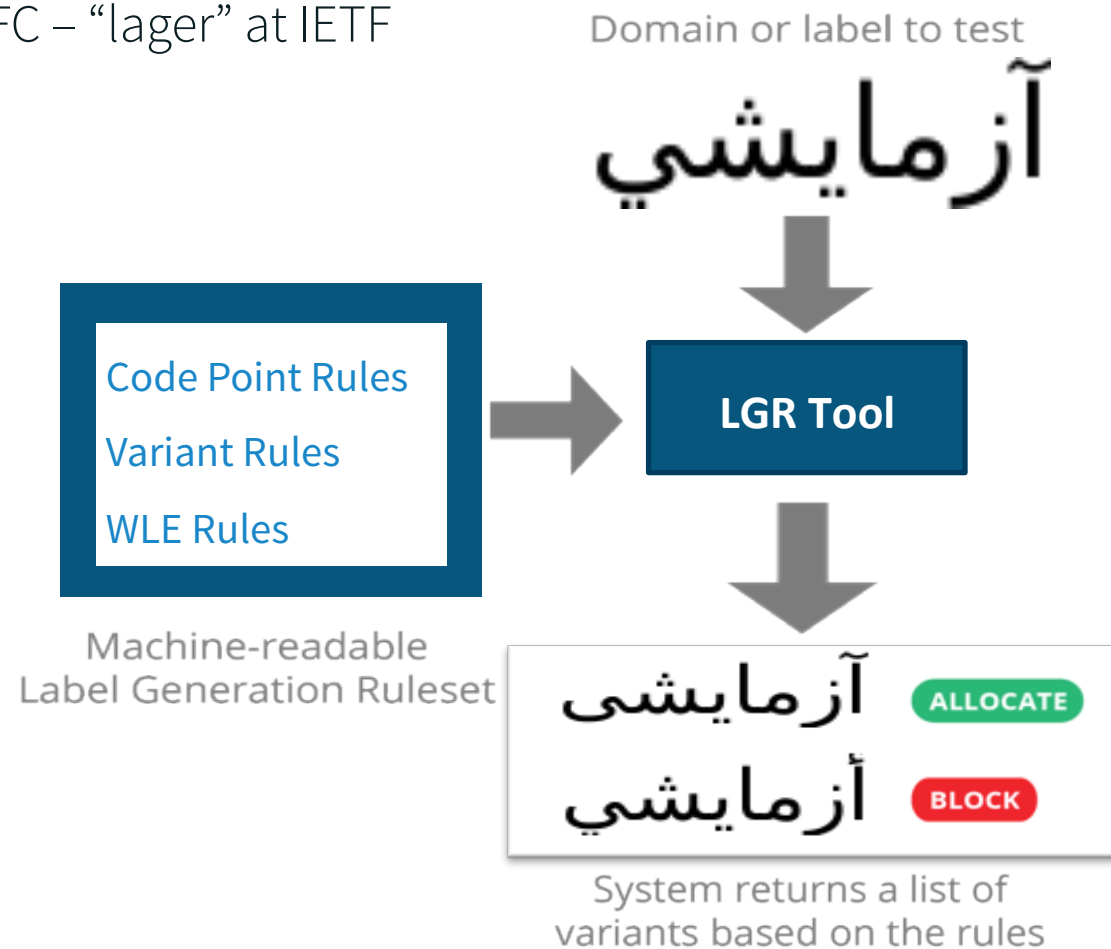 FC – “lager” at IETF
Domain or label to test
آزمايشي
Code Point Rules
Variant Rules
WLE Rules
LGR Tool
Machine-readable
Label Generation Ruleset
آزمایشی ALLOCATE
أزمايشي BLOCK
System returns a list of
variants based on the rules